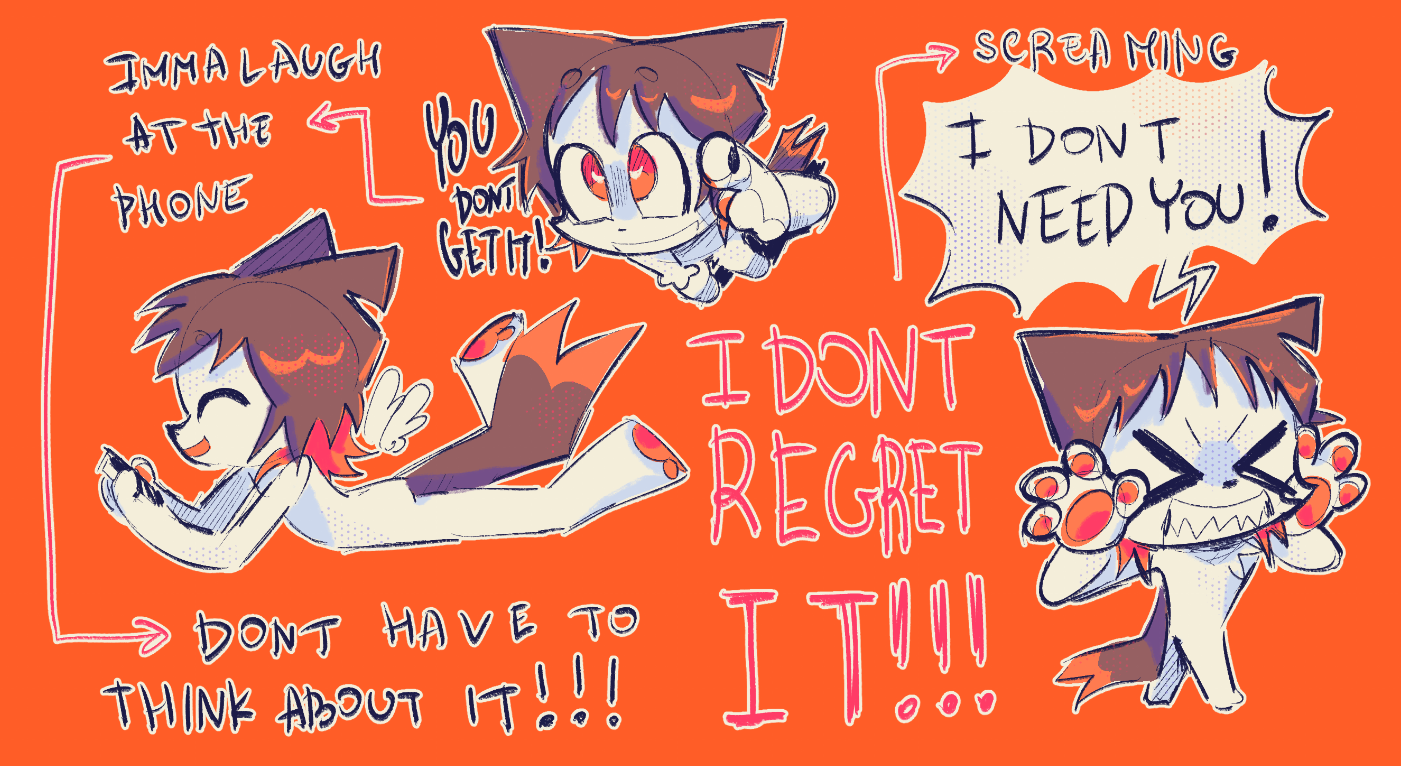 YOU
DONT
GET IT!
IMMA LAUGH
AT THE
PHONE
DONT HAVE TO
THINK ABOUT IT!!!
I DONT
REGRET
IT!!!
SCREAMING
I DONT
NEED YOU!